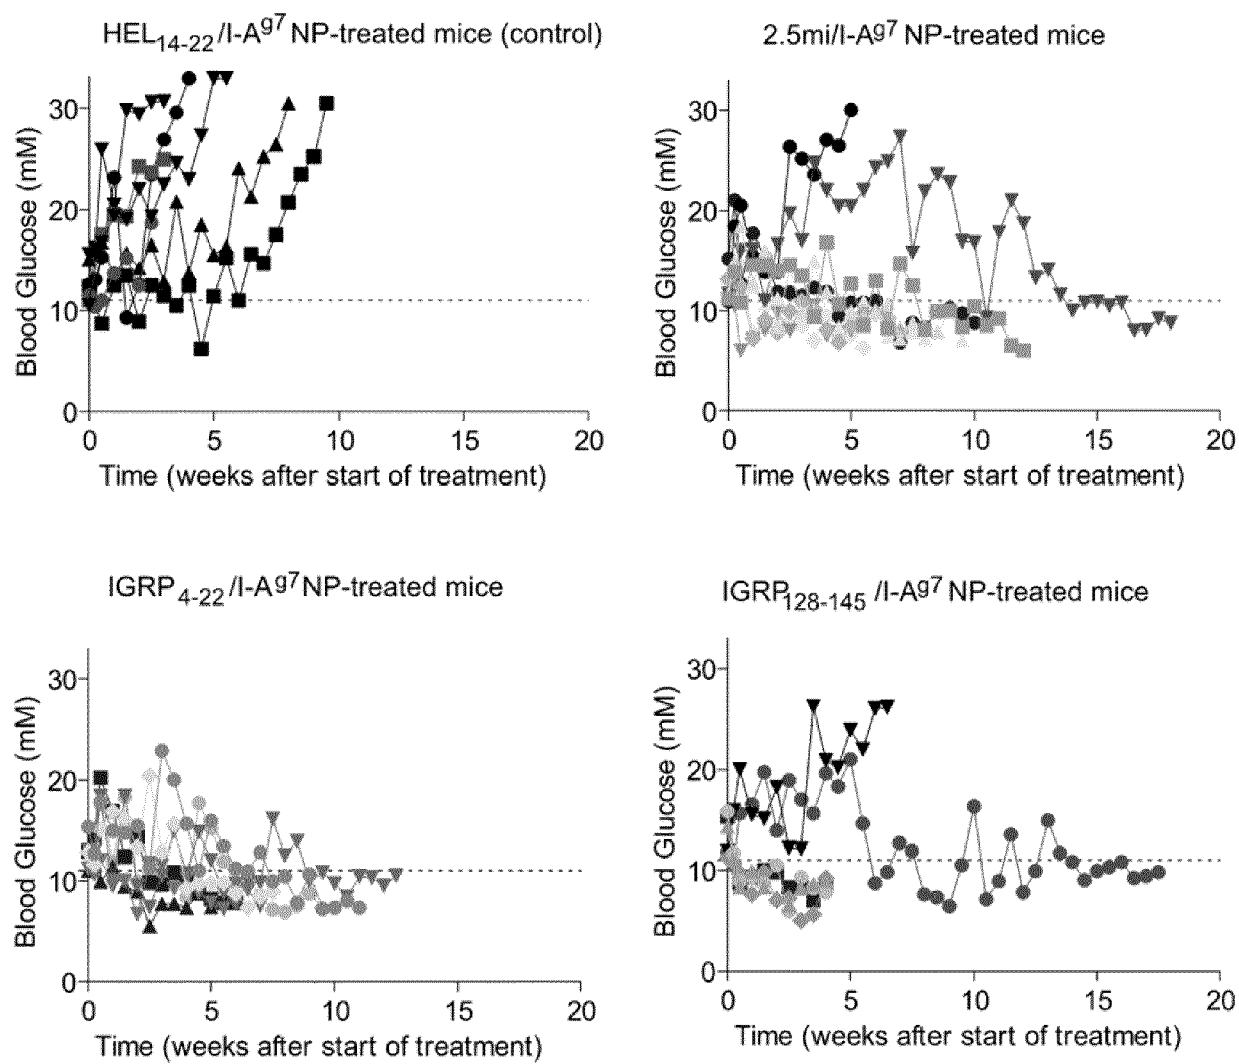 HEL14-22/I-Ag7 NP-treated mice (control)
30
20
10
0
Blood Glucose (mM)
0 5 10 15 20
Time (weeks after start of treatment)
2.5mi/I-Ag7 NP-treated mice
30
20
10
0
Blood Glucose (mM)
0 5 10 15 20
Time (weeks after start of treatment)
IGRP4-22/I-Ag7 NP-treated mice
30
20
10
0
Blood Glucose (mM)
0 5 10 15 20
Time (weeks after start of treatment)
IGRP128-145 /I-Ag7 NP-treated mice
30
20
10
0
Blood Glucose (mM)
0 5 10 15 20
Time (weeks after start of treatment)